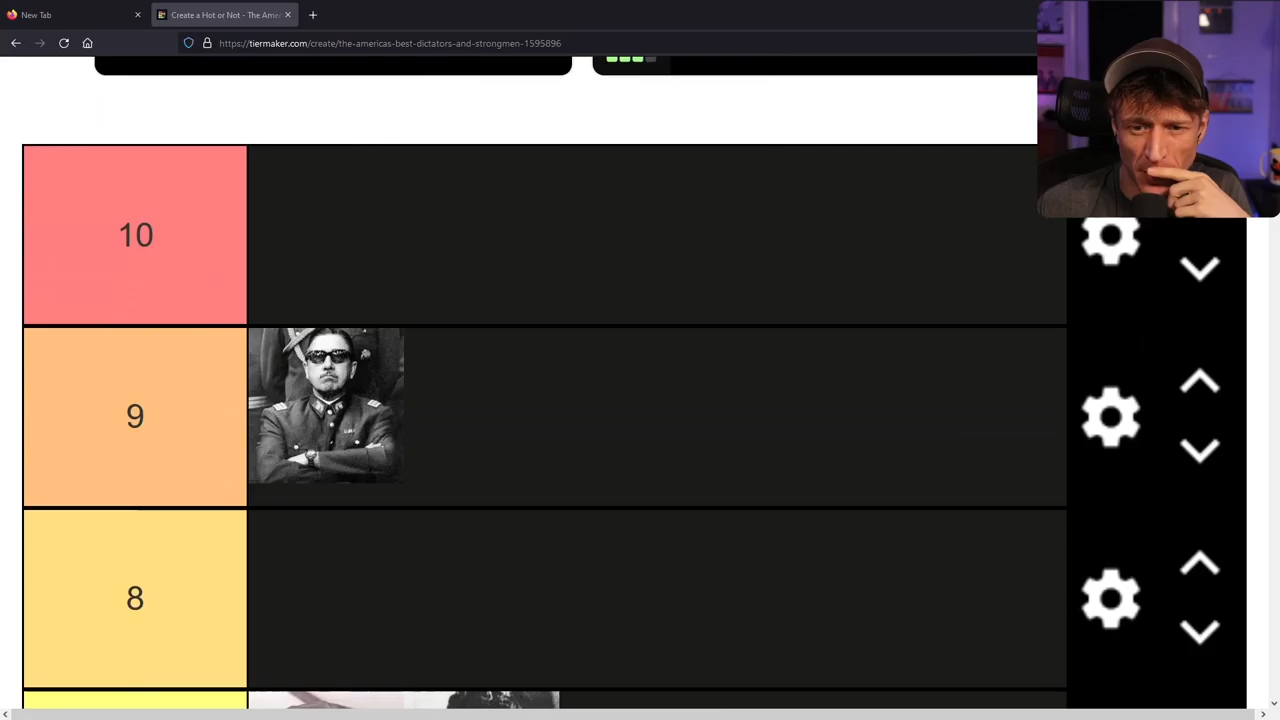 New Tab
Create a Hot or Not - The Ame
https://tiermaker.com/create/the-americas-best-dictators-and-strongmen-1595896
10
9
8